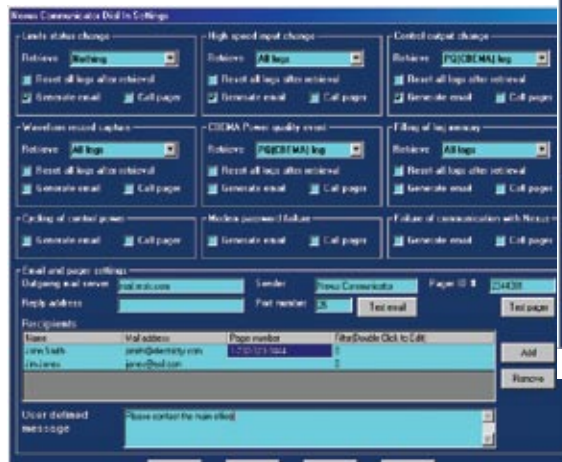 Nexus Communicator Dial In Settings
Limits status change
Retrieve Nothing
Reset all logs after retrieval
Generate email Call pager
High speed input change
Retrieve All logs
Reset all logs after retrieval
Generate email Call pager
Control output change
Retrieve PQ(CBEMA) log
Reset all logs after retrieval
Generate email Call pager
Waveform record capture
Retrieve All logs
Reset all logs after retrieval
Generate email Call pager
CBEMA Power quality event
Retrieve PQ(CBEMA) log
Reset all logs after retrieval
Generate email Call pager
Filling of log memory
Retrieve All logs
Reset all logs after retrieval
Generate email Call pager
Cycling of control power
Generate email Call pager
Modem password failure
Generate email Call pager
Failure of communication with Nexus
Generate email Call pager
Email and pager settings
Outgoing mail server Sender Nexus Communicator Pager ID #
Reply address Port number 25 Test email Test pager
Recipients
Name Mail address Pager number Filter(Double Click to Edit)
John Smith 0
Jim Jones 0
Add
Remove
User defined message
Please contact the main office